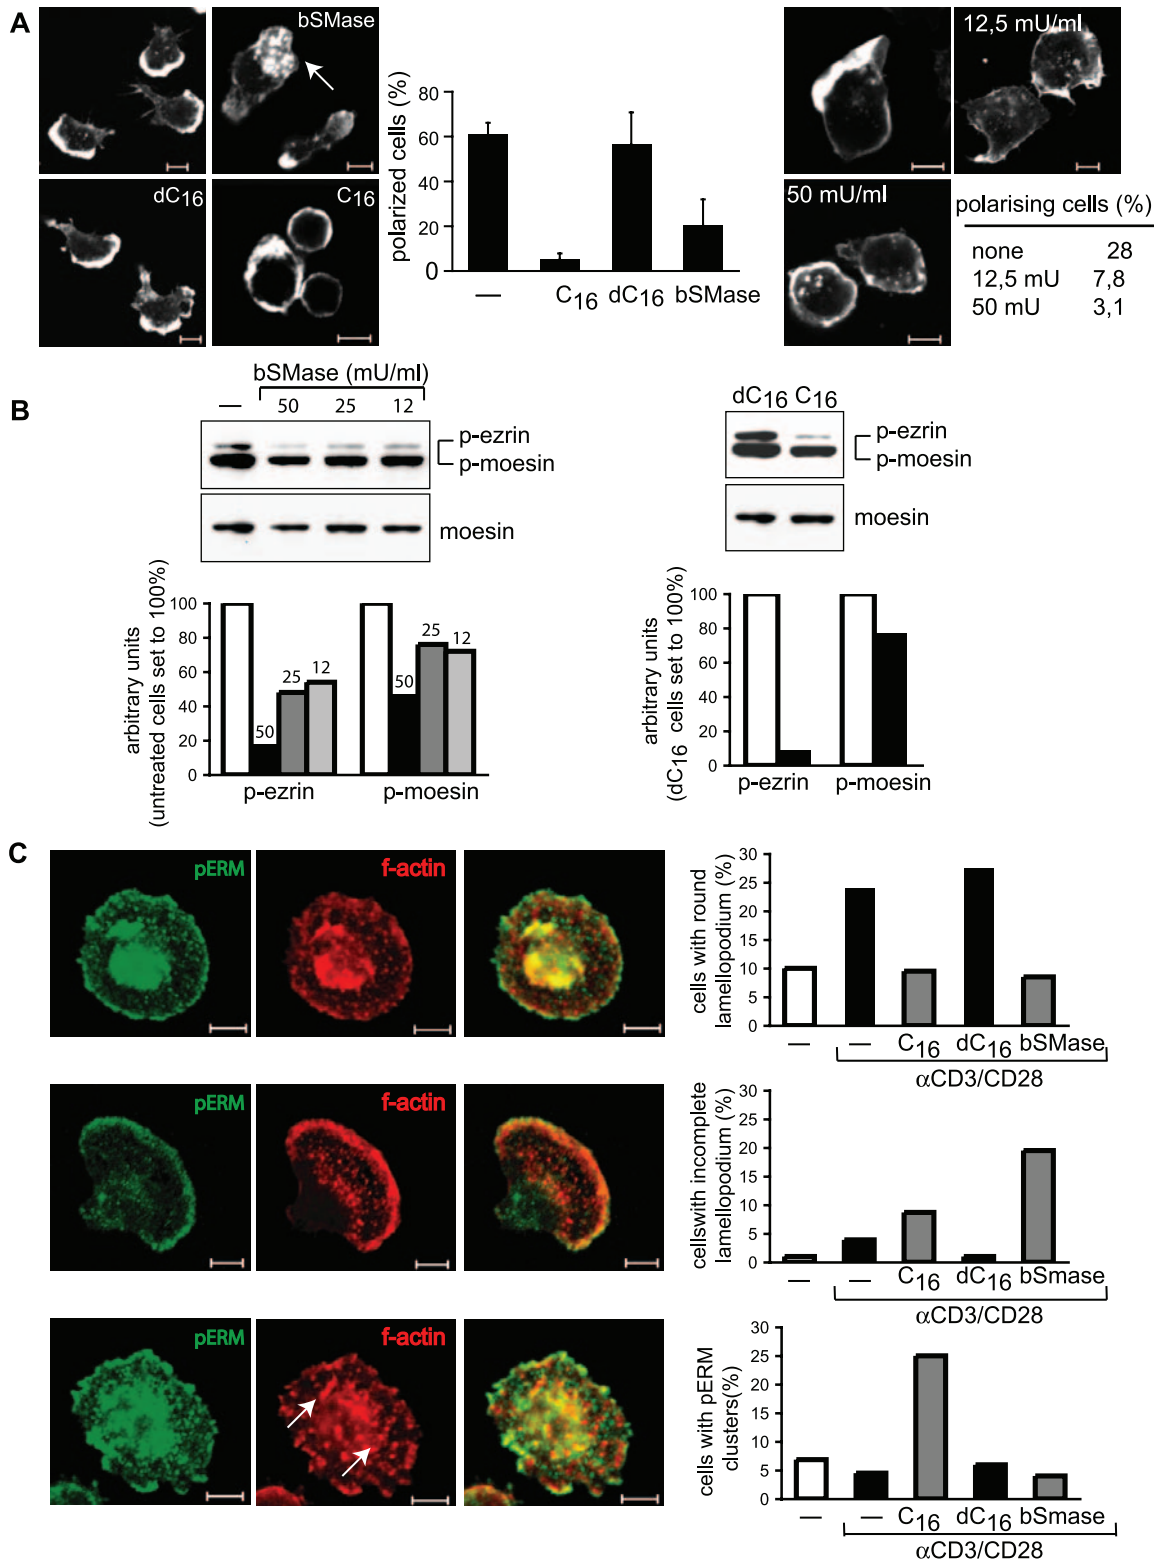 A
bSMase
dC16
C16
polarized cells (%)
80
60
40
20
0
—
C16
dC16
bSMase
12,5 mU/ml
50 mU/ml
polarising cells (%)
none 28
12,5 mU 7,8
50 mU 3,1
B
bSMase (mU/ml)
— 50 25 12
p-ezrin
p-moesin
moesin
arbitrary units
(untreated cells set to 100%)
100
80
60
40
20
0
50
25
12
50
25
12
p-ezrin
p-moesin
dC16 C16
p-ezrin
p-moesin
moesin
arbitrary units
(dC16 cells set to 100%)
100
80
60
40
20
0
p-ezrin
p-moesin
C
pERM
f-actin
cells with round
lamellopodium (%)
30
25
20
15
10
5
0
— — C16 dC16 bSMase
αCD3/CD28
pERM
f-actin
cellswith incomplete
lamellopodium (%)
30
25
20
15
10
5
0
— — C16 dC16 bSmase
αCD3/CD28
pERM
f-actin
cells with pERM
clusters(%)
30
25
20
15
10
5
0
— — C16 dC16 bSmase
αCD3/CD28